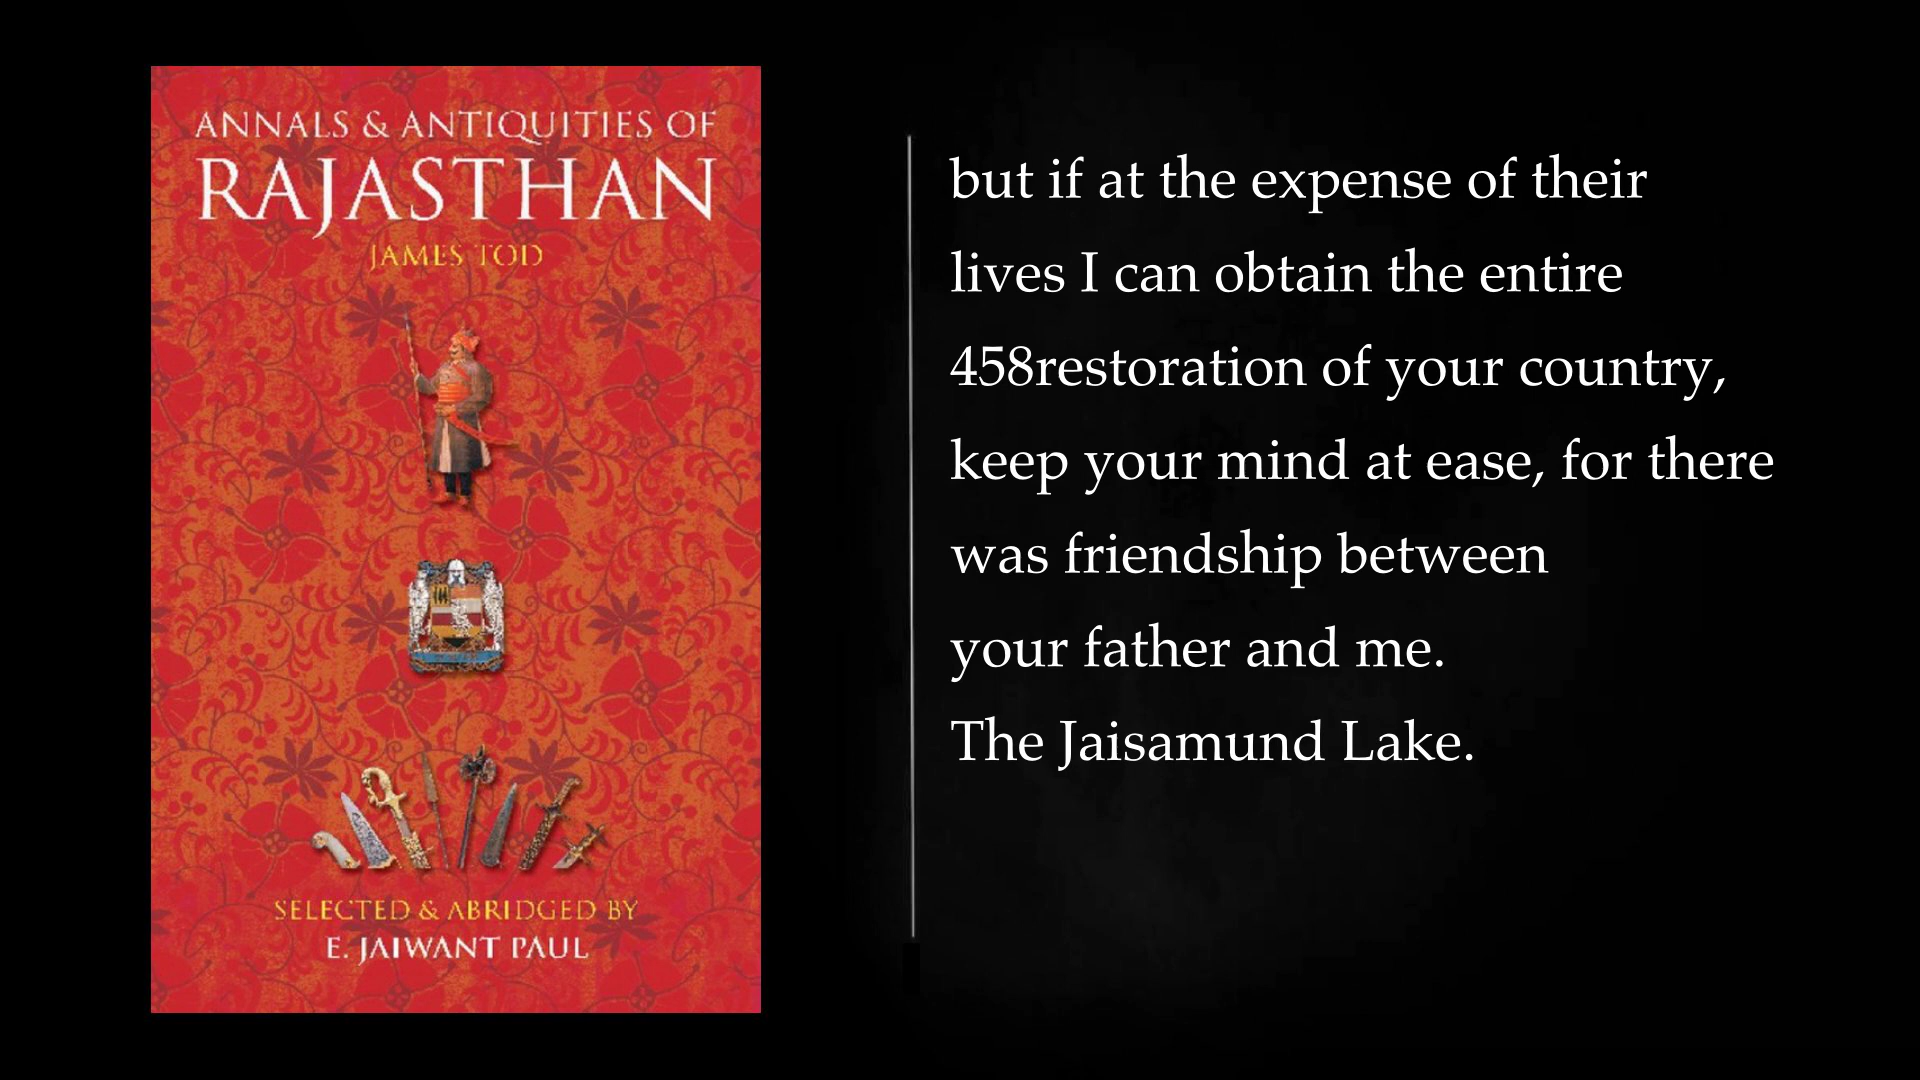 ANNALS & ANTIQUITIES OF
RAJASTHAN
JAMES TOD
SELECTED & ABRIDGED BY
E. JAIWANT PAUL
but if at the expense of their
lives I can obtain the entire
458restoration of your country,
keep your mind at ease, for there
was friendship between
your father and me.
The Jaisamund Lake.